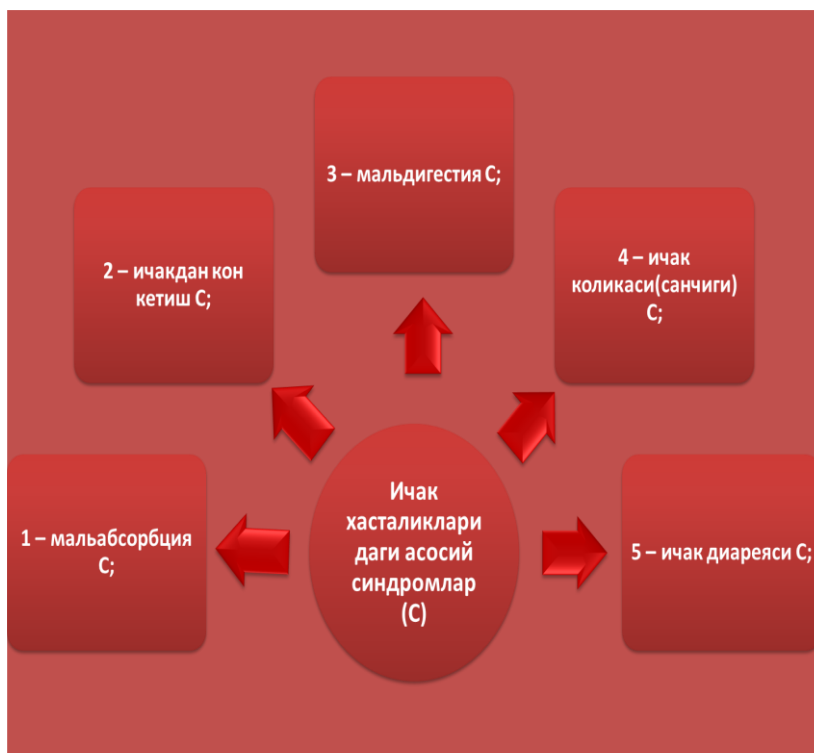 3 – мальдигестия С;
2 – ичакдан кон
кетиш С;
4 – ичак
коликаси(санчиги)
С;
Ичак
хасталиклари
даги асосий
синдромлар
(С)
1 – мальабсорбция
С;
5 – ичак диареяси С;